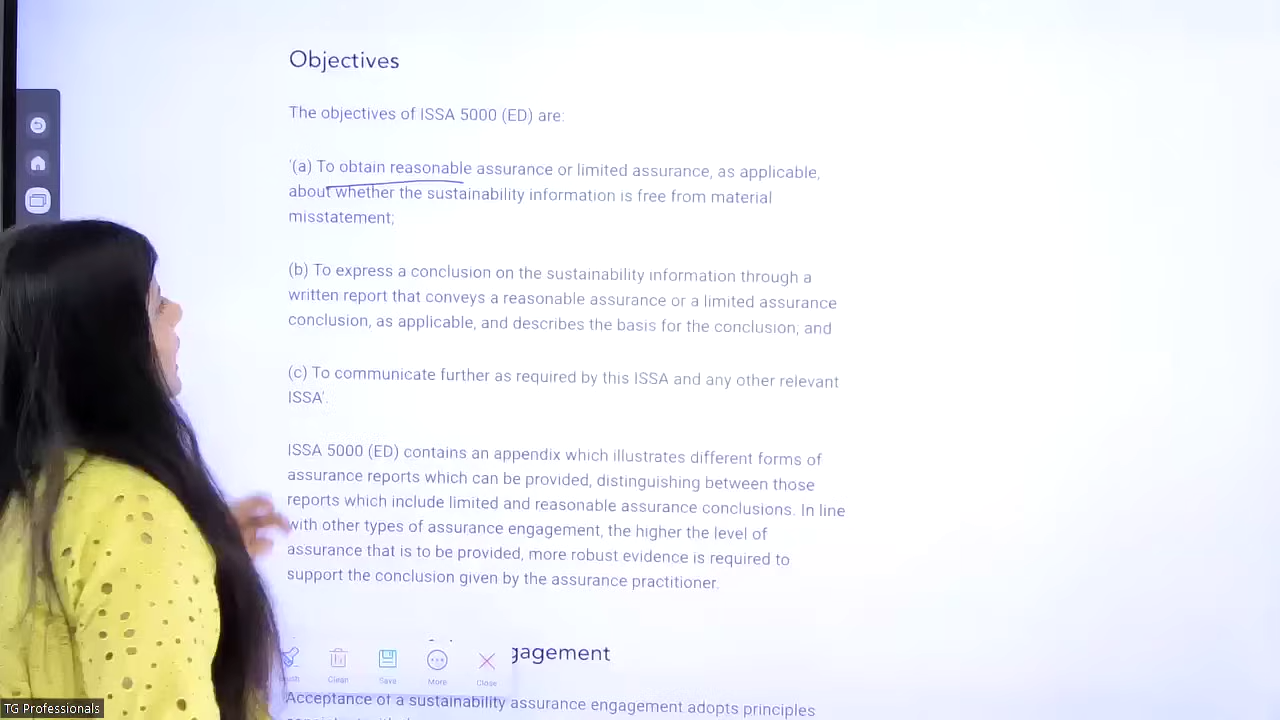 Objectives
The objectives of ISSA 5000 (ED) are:
'(a) To obtain reasonable assurance or limited assurance, as applicable,
about whether the sustainability information is free from material
misstatement;
(b) To express a conclusion on the sustainability information through a
written report that conveys a reasonable assurance or a limited assurance
conclusion, as applicable, and describes the basis for the conclusion, and
(c) To communicate further as required by this ISSA and any other relevant
ISSA'.
ISSA 5000 (ED) contains an appendix which illustrates different forms of
assurance reports which can be provided, distinguishing between those
reports which include limited and reasonable assurance conclusions. In line
with other types of assurance engagement, the higher the level of
assurance that is to be provided, more robust evidence is required to
support the conclusion given by the assurance practitioner.
gagement
Clean Save More Close
Acceptance of a sustainability assurance engagement adopts principles
TG Professionals